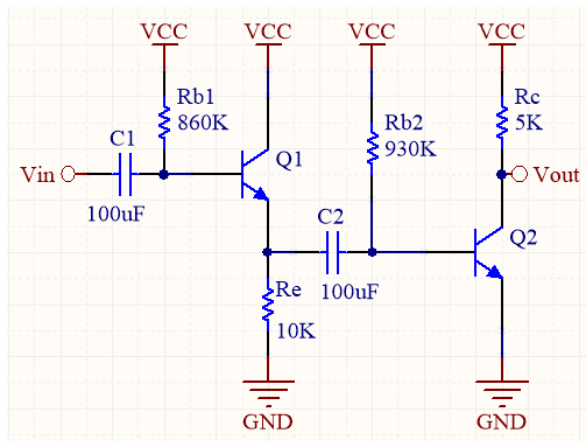 VCC
VCC
VCC
VCC
Rb1
860K
Rb2
930K
Rc
5K
C1
Vin
100uF
Q1
Vout
C2
100uF
Q2
Re
10K
GND
GND